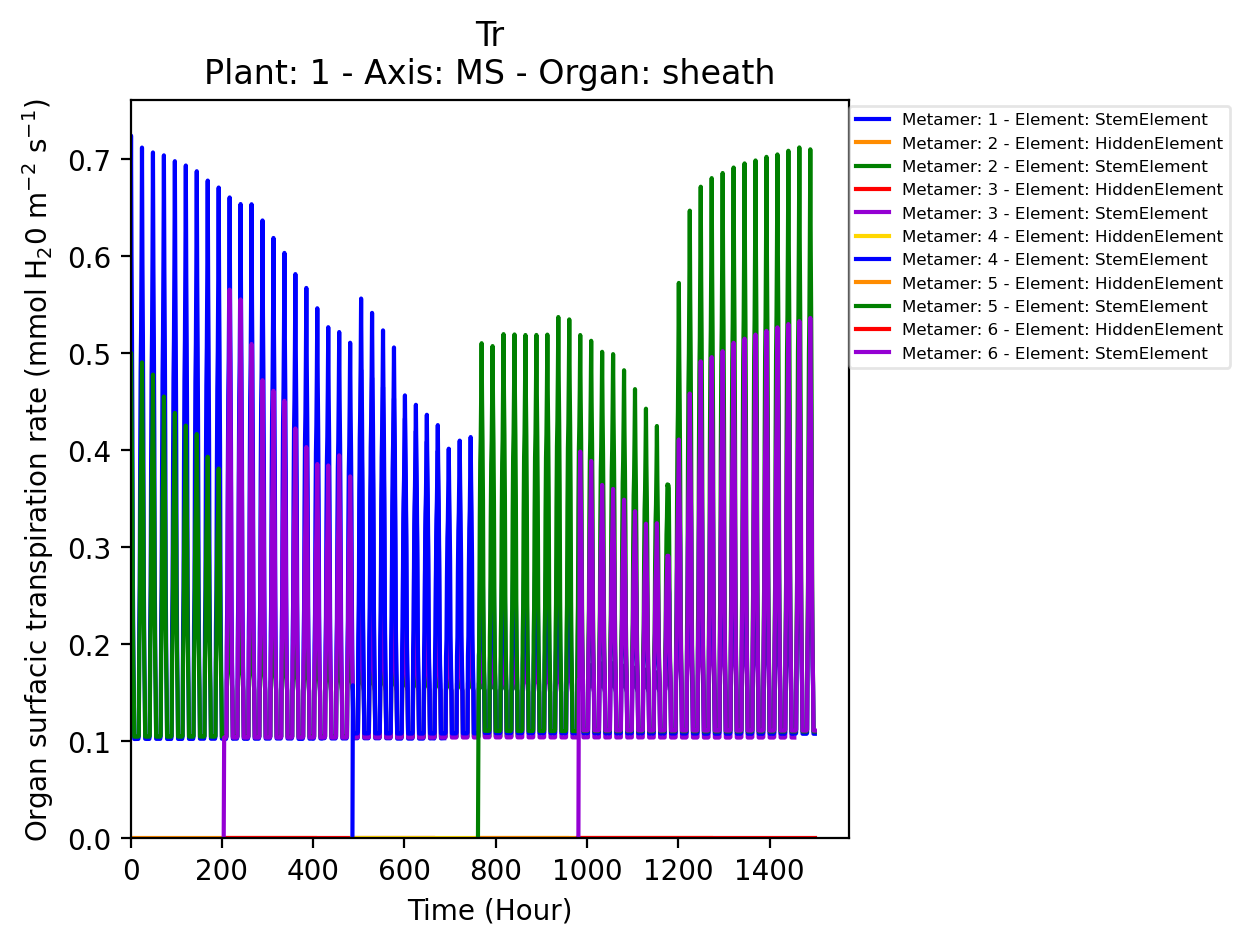 Tr
Plant: 1 - Axis: MS - Organ: sheath
Organ surfacic transpiration rate (mmol H₂0 m⁻² s⁻¹)
0.7
0.6
0.5
0.4
0.3
0.2
0.1
0.0
0 200 400 600 800 1000 1200 1400
Time (Hour)
Metamer: 1 - Element: StemElement
Metamer: 2 - Element: HiddenElement
Metamer: 2 - Element: StemElement
Metamer: 3 - Element: HiddenElement
Metamer: 3 - Element: StemElement
Metamer: 4 - Element: HiddenElement
Metamer: 4 - Element: StemElement
Metamer: 5 - Element: HiddenElement
Metamer: 5 - Element: StemElement
Metamer: 6 - Element: HiddenElement
Metamer: 6 - Element: StemElement